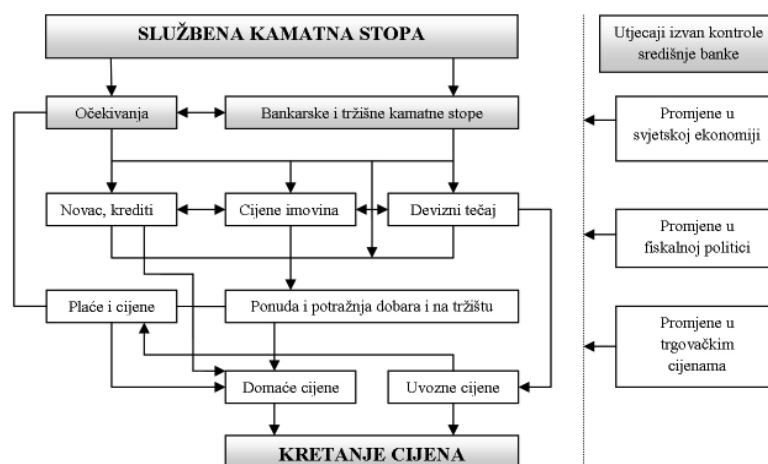 SLUŽBENA KAMATNA STOPA
Utjecaji izvan kontrole
središnje banke
Očekivanja
Bankarske i tržišne kamatne stope
Promjene u
svjetskoj ekonomiji
Novac, krediti
Cijene imovina
Devizni tečaj
Promjene u
fiskalnoj politici
Plaće i cijene
Ponuda i potražnja dobara i na tržištu
Promjene u
trgovačkim
cijenama
Domaće cijene
Uvozne cijene
KRETANJE CIJENA